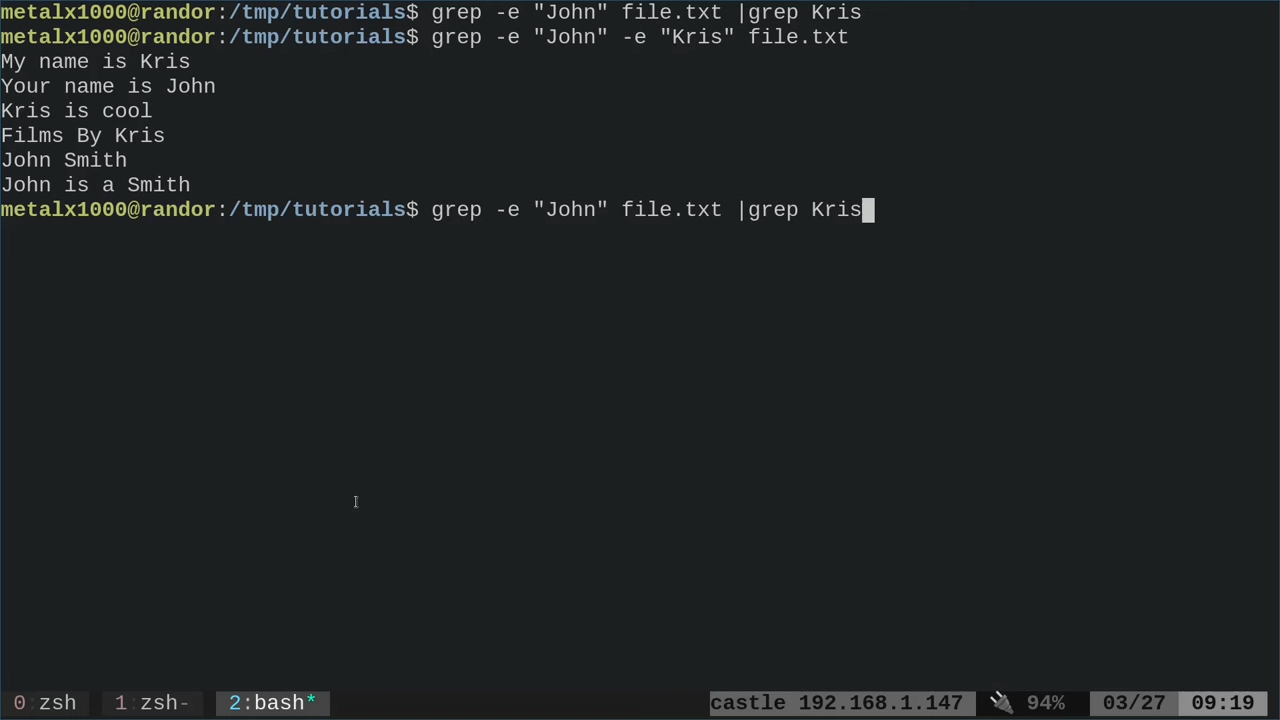 metalx1000@randor:/tmp/tutorials$ grep -e "John" file.txt |grep Kris
metalx1000@randor:/tmp/tutorials$ grep -e "John" -e "Kris" file.txt
My name is Kris
Your name is John
Kris is cool
Films By Kris
John Smith
John is a Smith
metalx1000@randor:/tmp/tutorials$ grep -e "John" file.txt |grep Kris
0 zsh 1 zsh- 2:bash* castle 192.168.1.147 94% 03/27 09:19